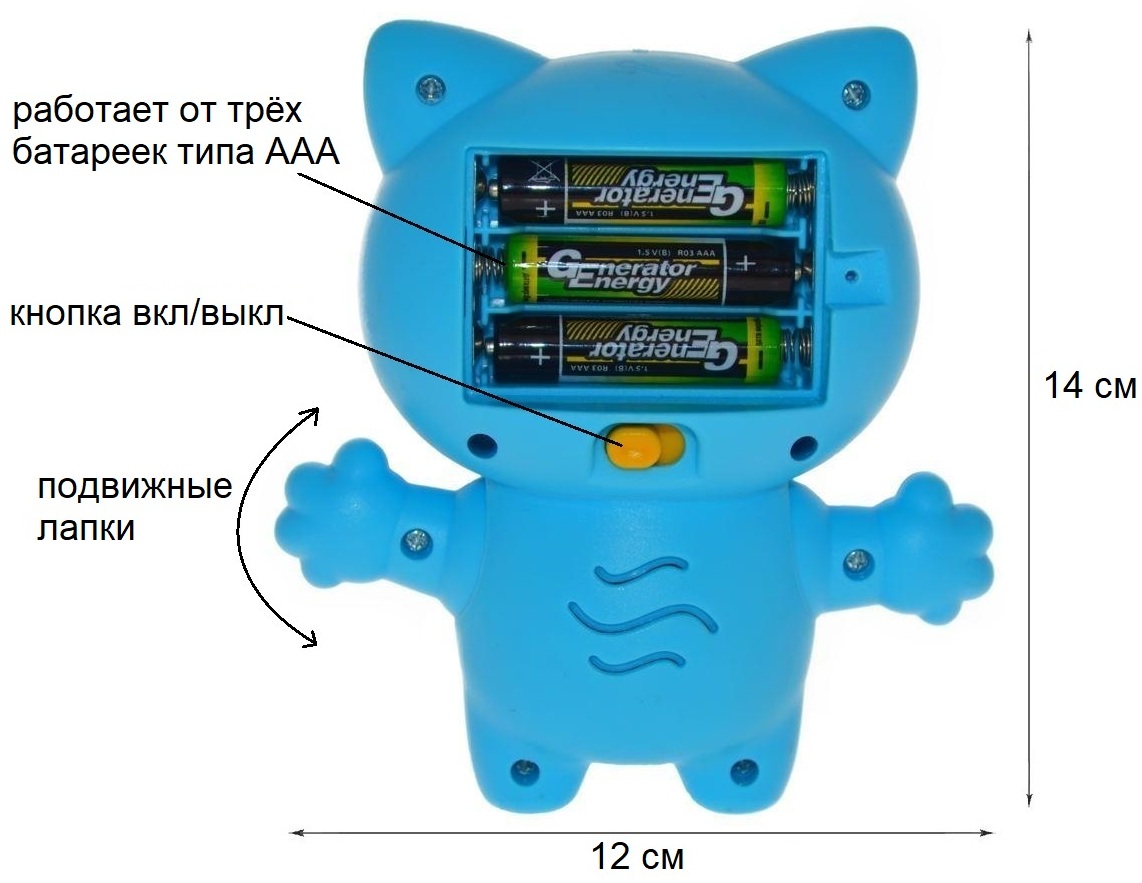 работает от трёх
батареек типа ААА
Generator
Energy
+
1.5 V(B) R03 AAA
1.5 V(B) R03 AAA
+
Generator
Energy
кнопка вкл/выкл
Generator
Energy
+
1.5 V(B) R03 AAA
14 см
подвижные
лапки
12 см